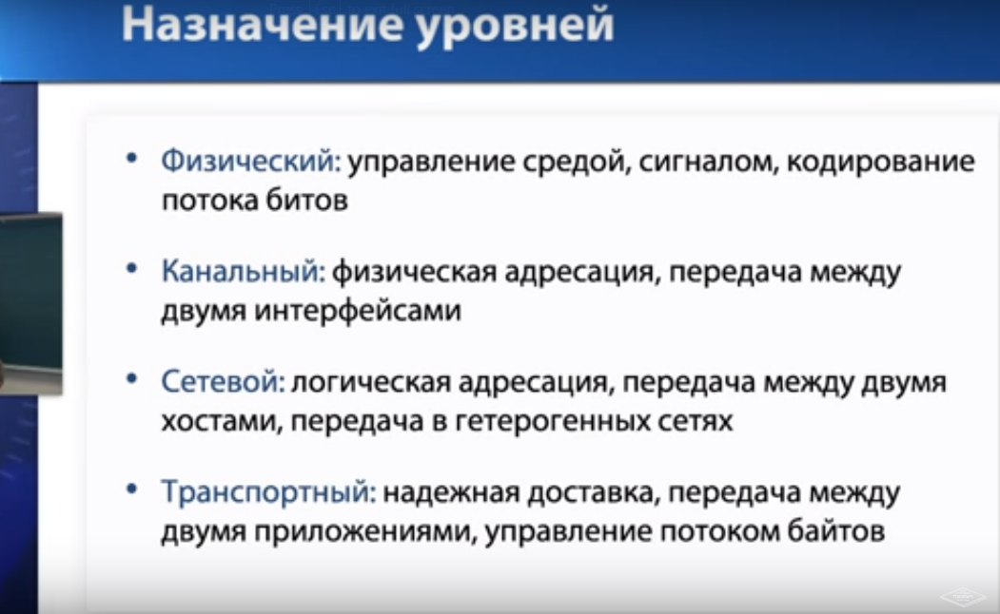 Назначение уровней
• Физический: управление средой, сигналом, кодирование
потока битов
• Канальный: физическая адресация, передача между
двумя интерфейсами
• Сетевой: логическая адресация, передача между двумя
хостами, передача в гетерогенных сетях
• Транспортный: надежная доставка, передача между
двумя приложениями, управление потоком байтов